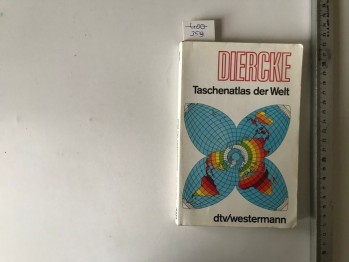 DIERCKE
Taschenatlas der Welt
dtv/westermann